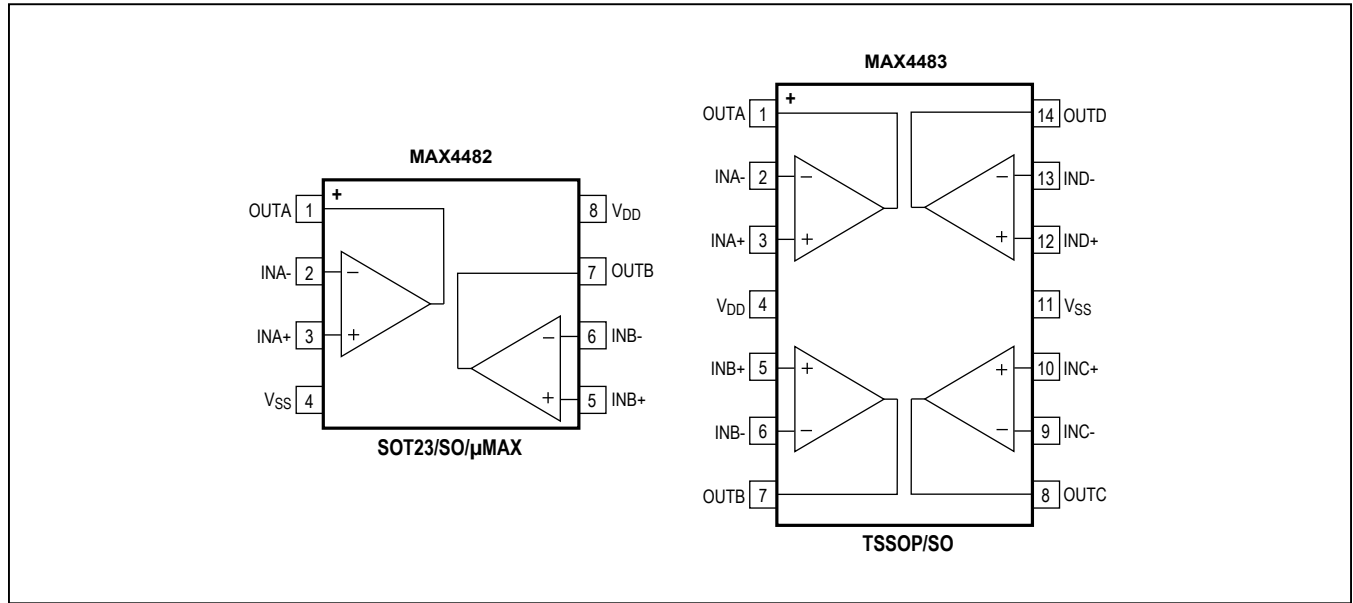 MAX4482
+
OUTA 1
8 VDD
INA- 2
−
7 OUTB
INA+ 3
+
−
6 INB-
VSS 4
+
5 INB+
SOT23/SO/µMAX
MAX4483
+
OUTA 1
14 OUTD
INA- 2
−
−
13 IND-
INA+ 3
+
+
12 IND+
VDD 4
11 VSS
INB+ 5
+
+
10 INC+
INB- 6
−
−
9 INC-
OUTB 7
8 OUTC
TSSOP/SO